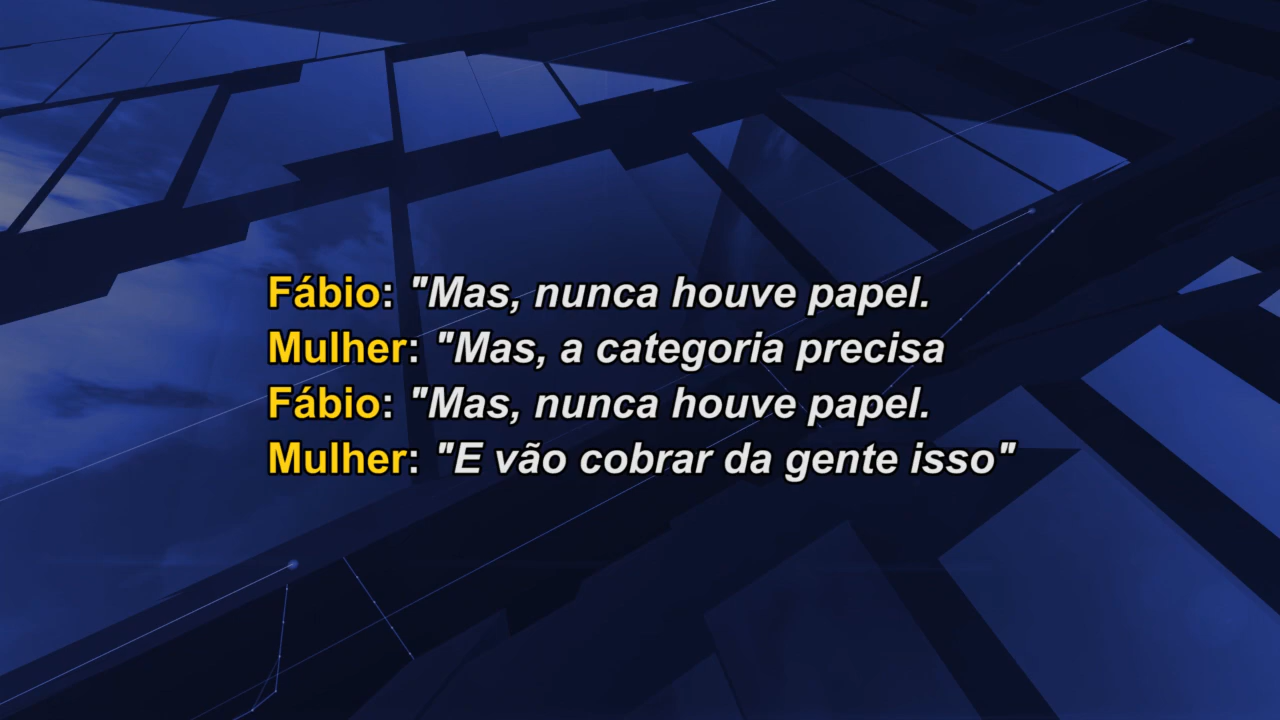 Fábio: "Mas, nunca houve papel.
Mulher: "Mas, a categoria precisa
Fábio: "Mas, nunca houve papel.
Mulher: "E vão cobrar da gente isso"